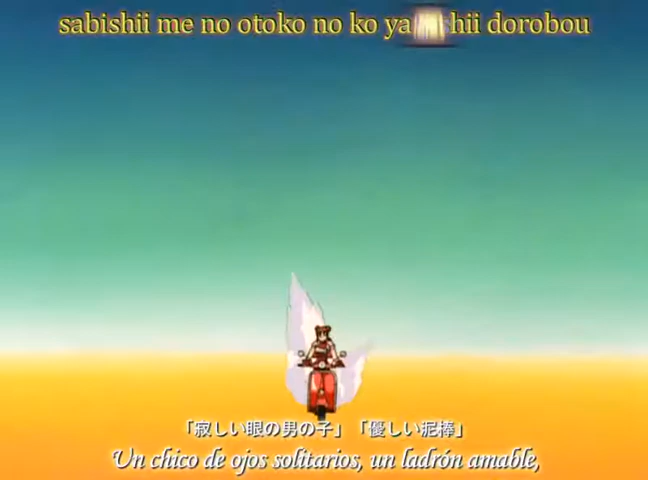 sabishii me no otoko no ko yasashii dorobou
「寂しい眼の男の子」「優しい泥棒」
Un chico de ojos solitarios, un ladrón amable,